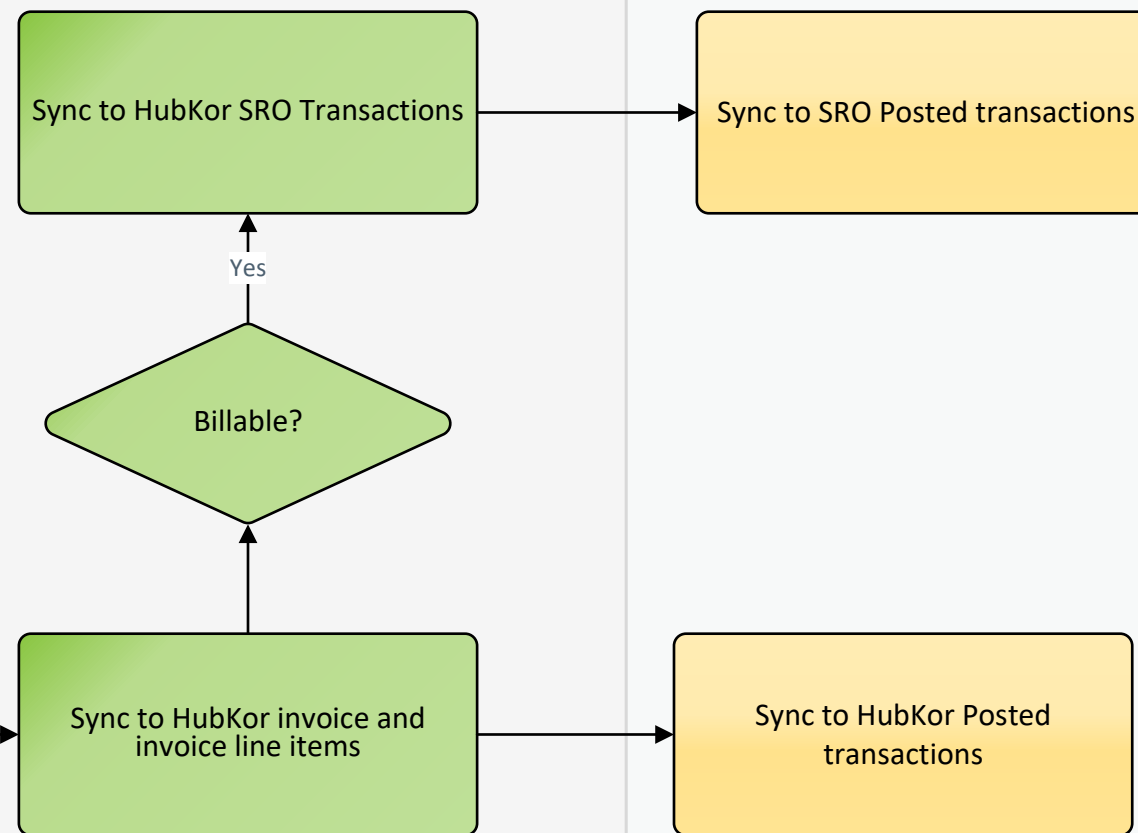 Sync to HubKor SRO Transactions
Sync to SRO Posted transactions
Yes
Billable?
Sync to HubKor invoice and
invoice line items
Sync to HubKor Posted
transactions